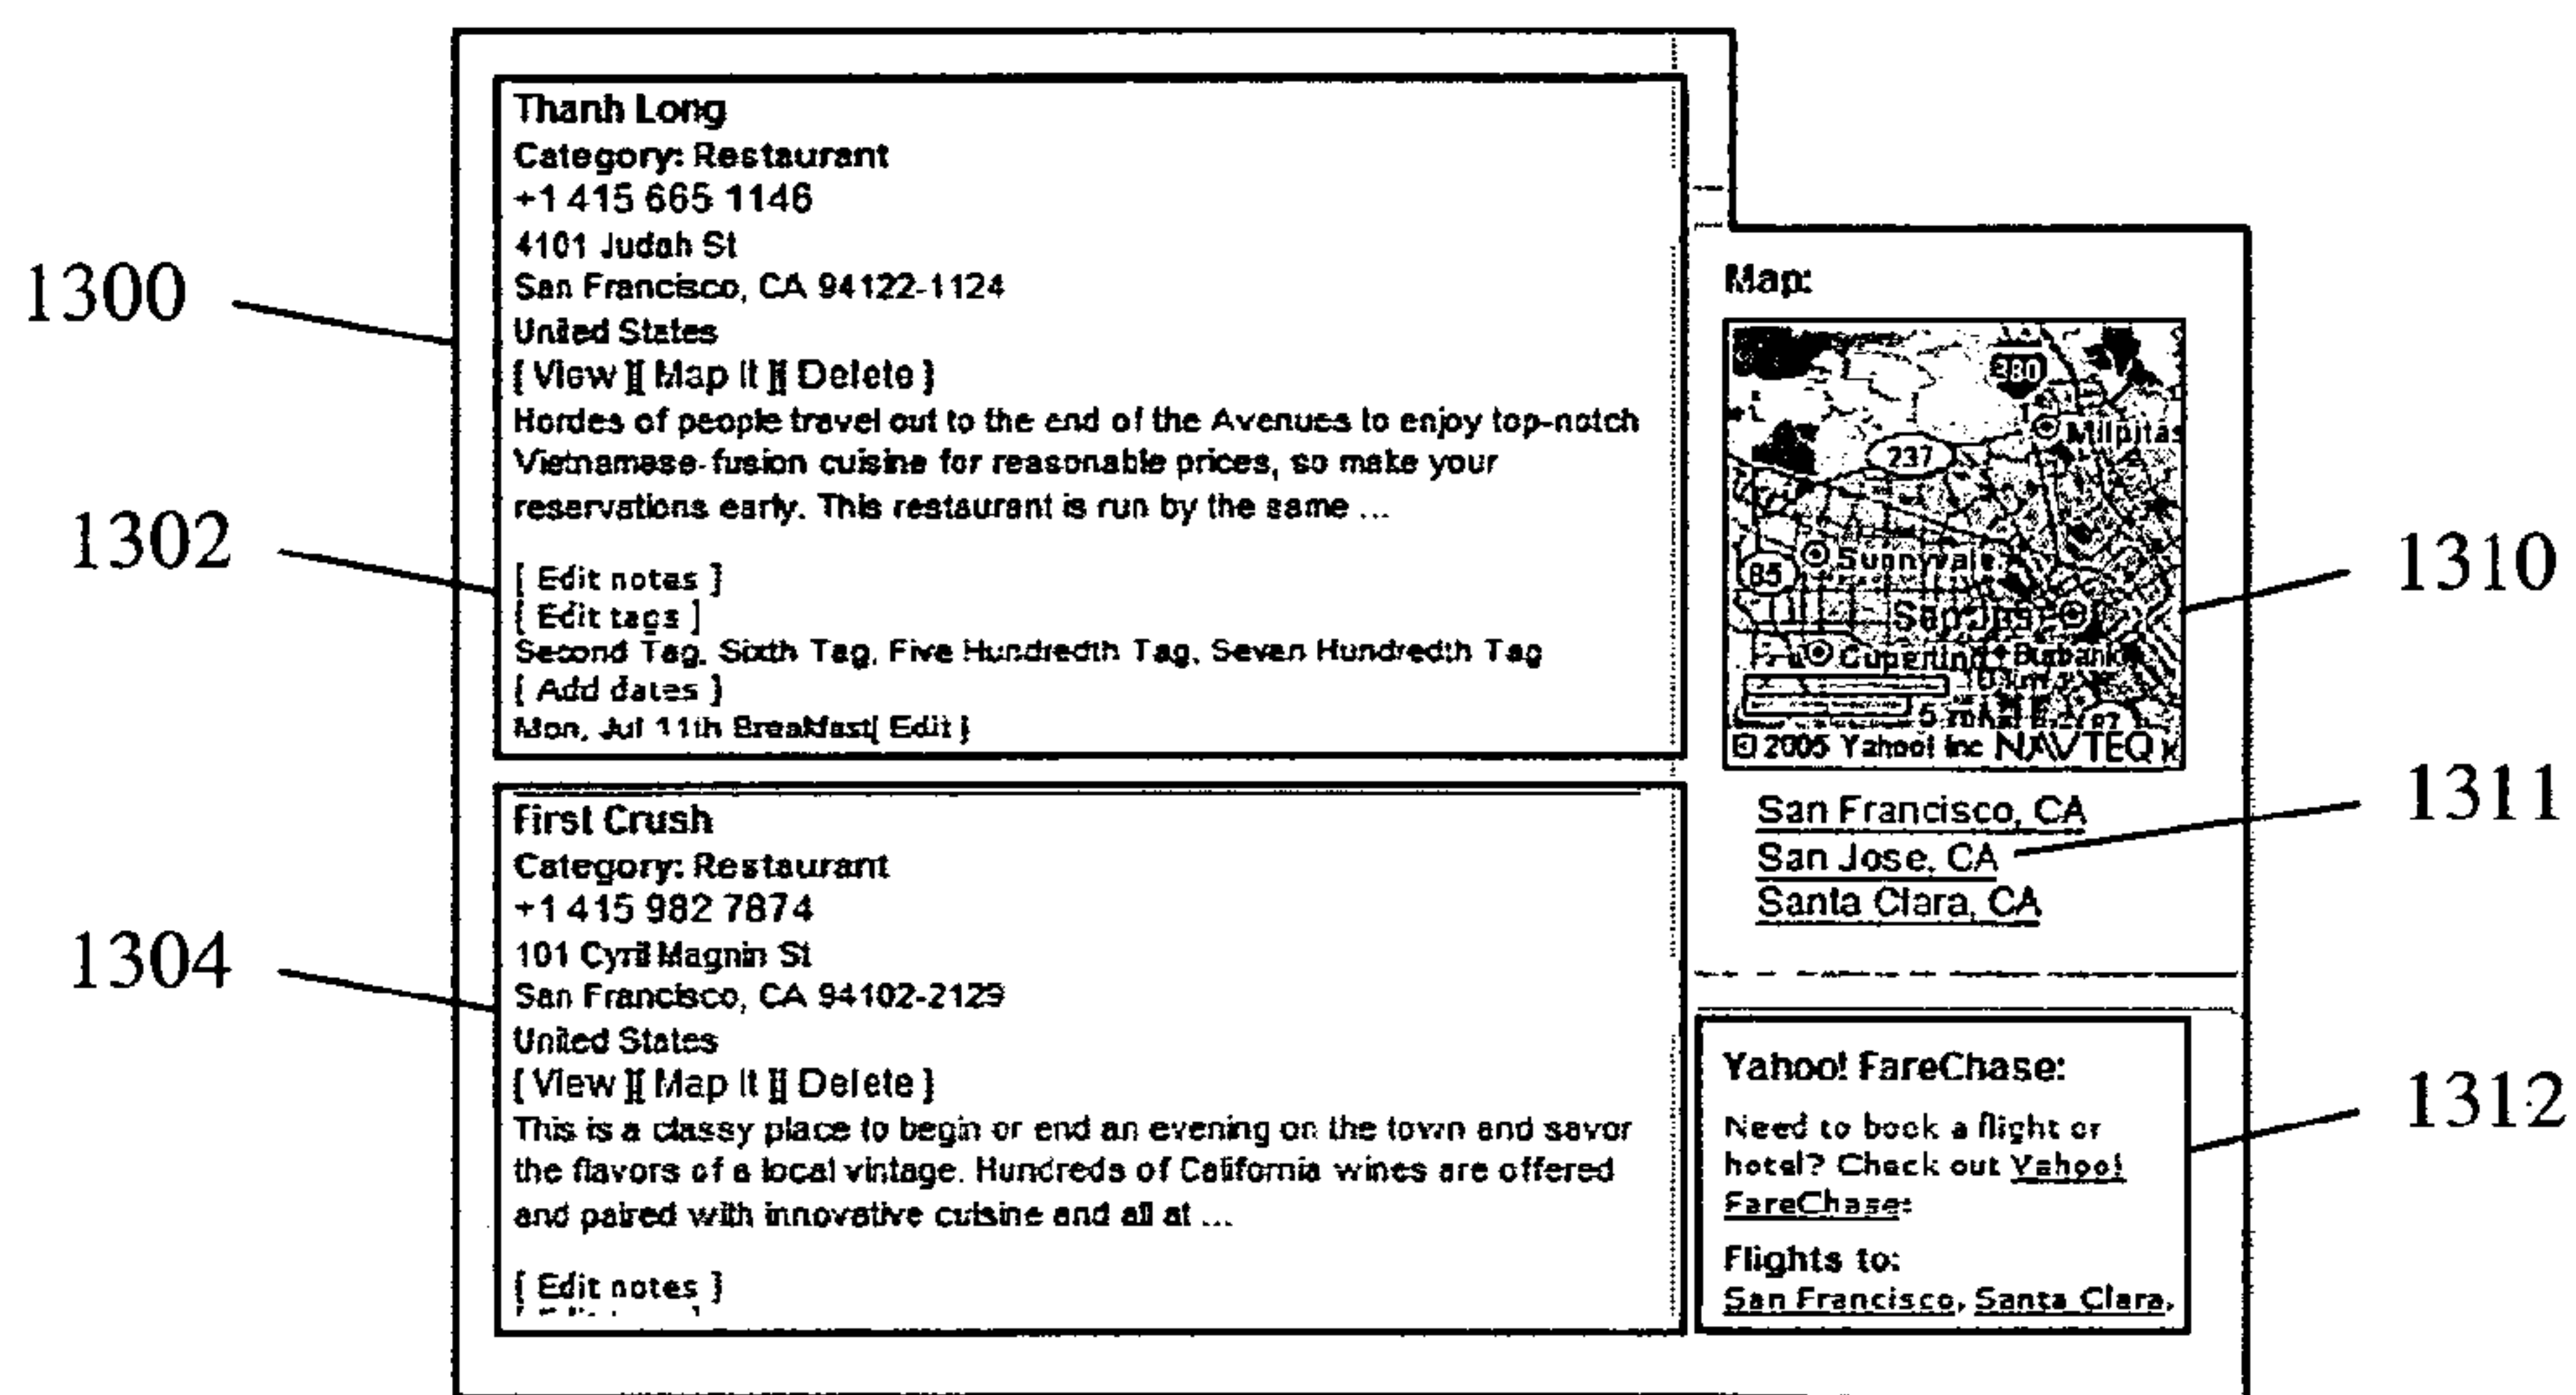 1300
1302
1304
Thanh Long
Category: Restaurant
+1 415 665 1146
4101 Judah St
San Francisco, CA 94122-1124
United States
[ View ][ Map It ][ Delete ]
Hordes of people travel out to the end of the Avenues to enjoy top-notch
Vietnamese-fusion cuisine for reasonable prices, so make your
reservations early. This restaurant is run by the same ...
[ Edit notes ]
[ Edit tags ]
Second Tag, Sixth Tag, Five Hundredth Tag, Seven Hundredth Tag
[ Add dates ]
Mon, Jul 11th Breakfast[ Edit ]
First Crush
Category: Restaurant
+1 415 982 7874
101 Cyril Magnin St
San Francisco, CA 94102-2129
United States
[ View ][ Map It ][ Delete ]
This is a classy place to begin or end an evening on the town and savor
the flavors of a local vintage. Hundreds of California wines are offered
and paired with innovative cuisine and all at ...
[ Edit notes ]
Map:
280
Milpitas
237
Sunnyvale
85
San Jos
Cupertino Burbank
5 mi
87
© 2005 Yahoo! Inc NAVTEQ
San Francisco, CA
San Jose, CA
Santa Clara, CA
Yahoo! FareChase:
Need to book a flight or
hotel? Check out Yahoo!
FareChase:
Flights to:
San Francisco, Santa Clara,
1310
1311
1312